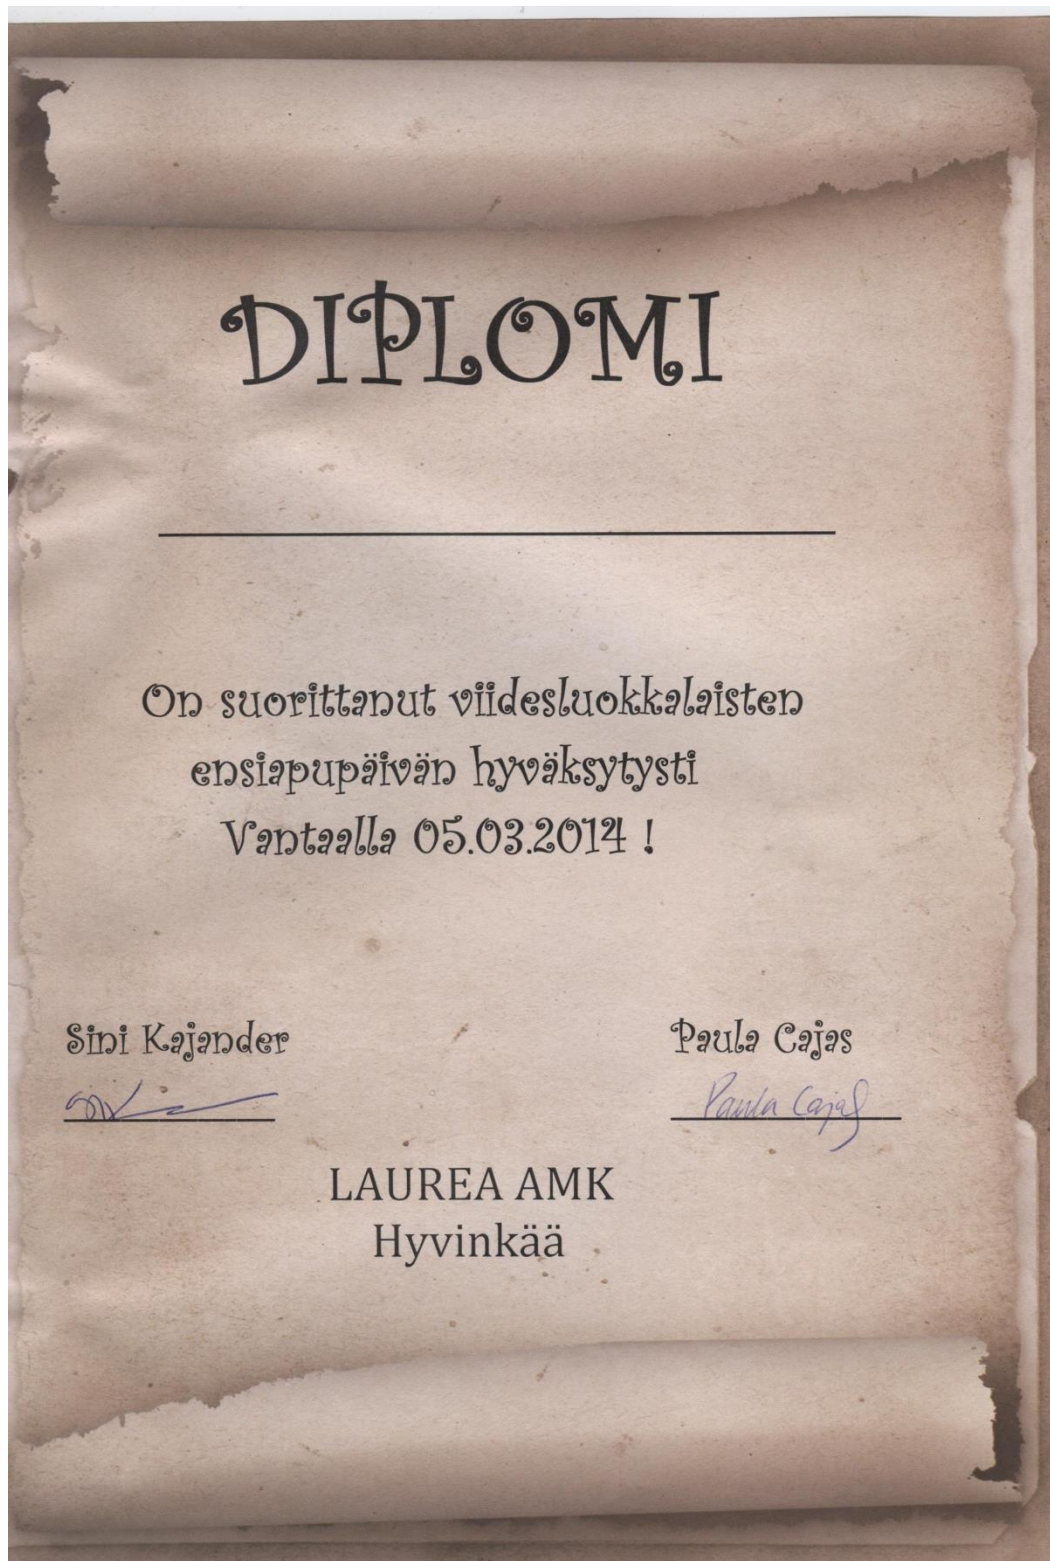 DIPLOMI
On suorittanut viidesluokkalaisten
ensiapupäivän hyväksytysti
Vantaalla 05.03.2014 !
Sini Kajander
Paula Cajas
Paula Cajas
LAUREA AMK
Hyvinkää